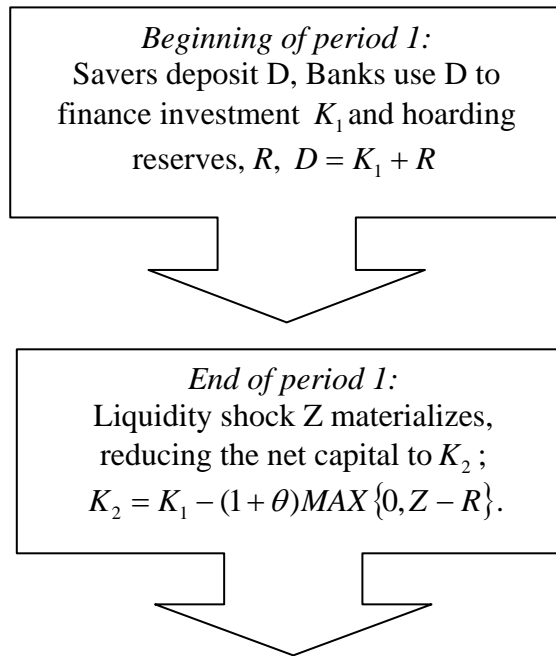 Beginning of period 1:
Savers deposit D, Banks use D to
finance investment K₁ and hoarding
reserves, R, D = K₁ + R
End of period 1:
Liquidity shock Z materializes,
reducing the net capital to K₂ ;
K₂ = K₁ − (1 + θ)MAX{0, Z − R}.